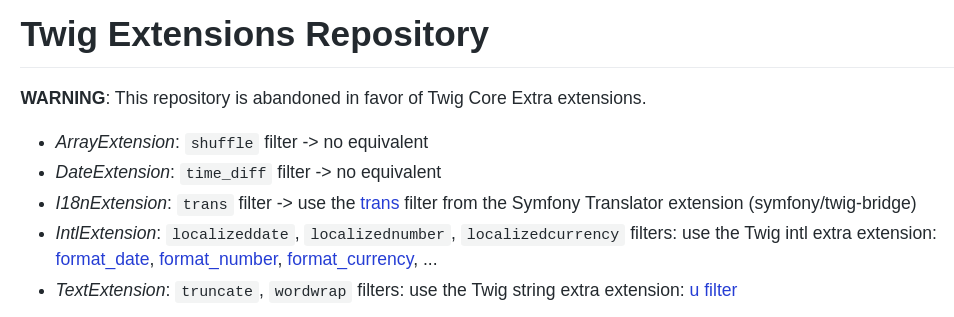 Twig Extensions Repository
WARNING: This repository is abandoned in favor of Twig Core Extra extensions.
• ArrayExtension: shuffle filter -> no equivalent
• DateExtension: time_diff filter -> no equivalent
• I18nExtension: trans filter -> use the trans filter from the Symfony Translator extension (symfony/twig-bridge)
• IntlExtension: localizeddate, localizednumber, localizedcurrency filters: use the Twig intl extra extension:
format_date, format_number, format_currency, ...
• TextExtension: truncate, wordwrap filters: use the Twig string extra extension: u filter